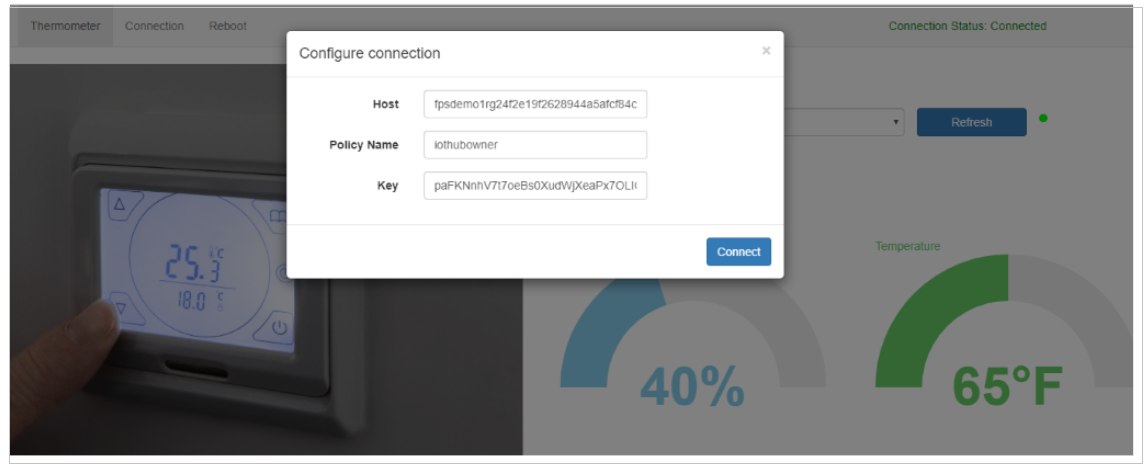 Thermometer Connection Reboot
Connection Status: Connected
Configure connection ×
Host fpsdemo1rg24f2e19f2628944a5afcf84c
Policy Name iothubowner
Key
Refresh
Connect
Temperature
25.3 °C
18.0 °C
40%
65°F